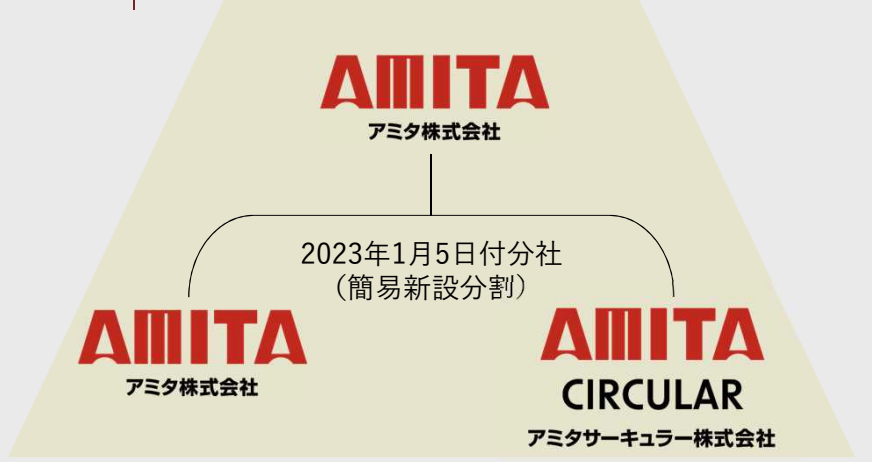 AMITA
アミタ株式会社
2023年1月5日付分社
（簡易新設分割）
AMITA
アミタ株式会社
AMITA
CIRCULAR
アミタサーキュラー株式会社